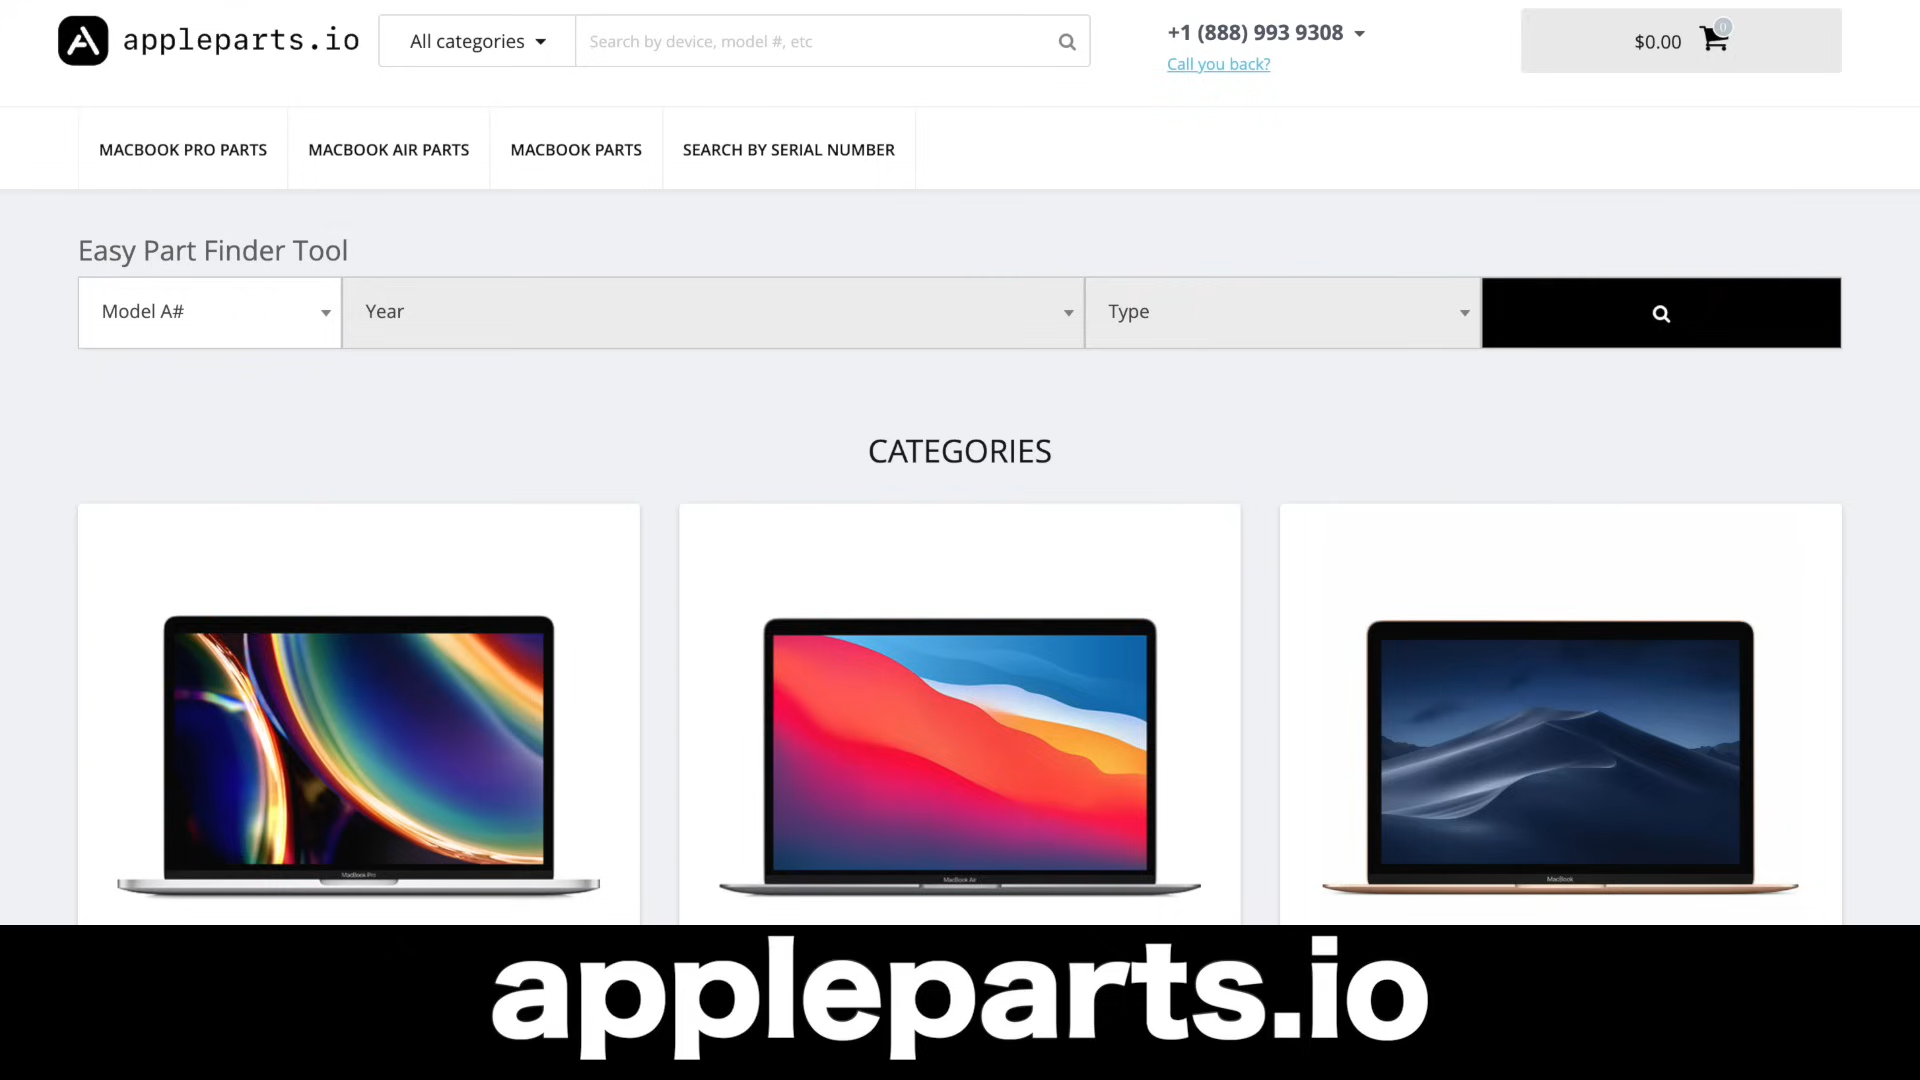 appleparts.io
All categories
Search by device, model #, etc
+1 (888) 993 9308
Call you back?
$0.00
0
MACBOOK PRO PARTS
MACBOOK AIR PARTS
MACBOOK PARTS
SEARCH BY SERIAL NUMBER
Easy Part Finder Tool
Model A#
Year
Type
CATEGORIES
MacBook Pro
MacBook Air
MacBook
appleparts.io